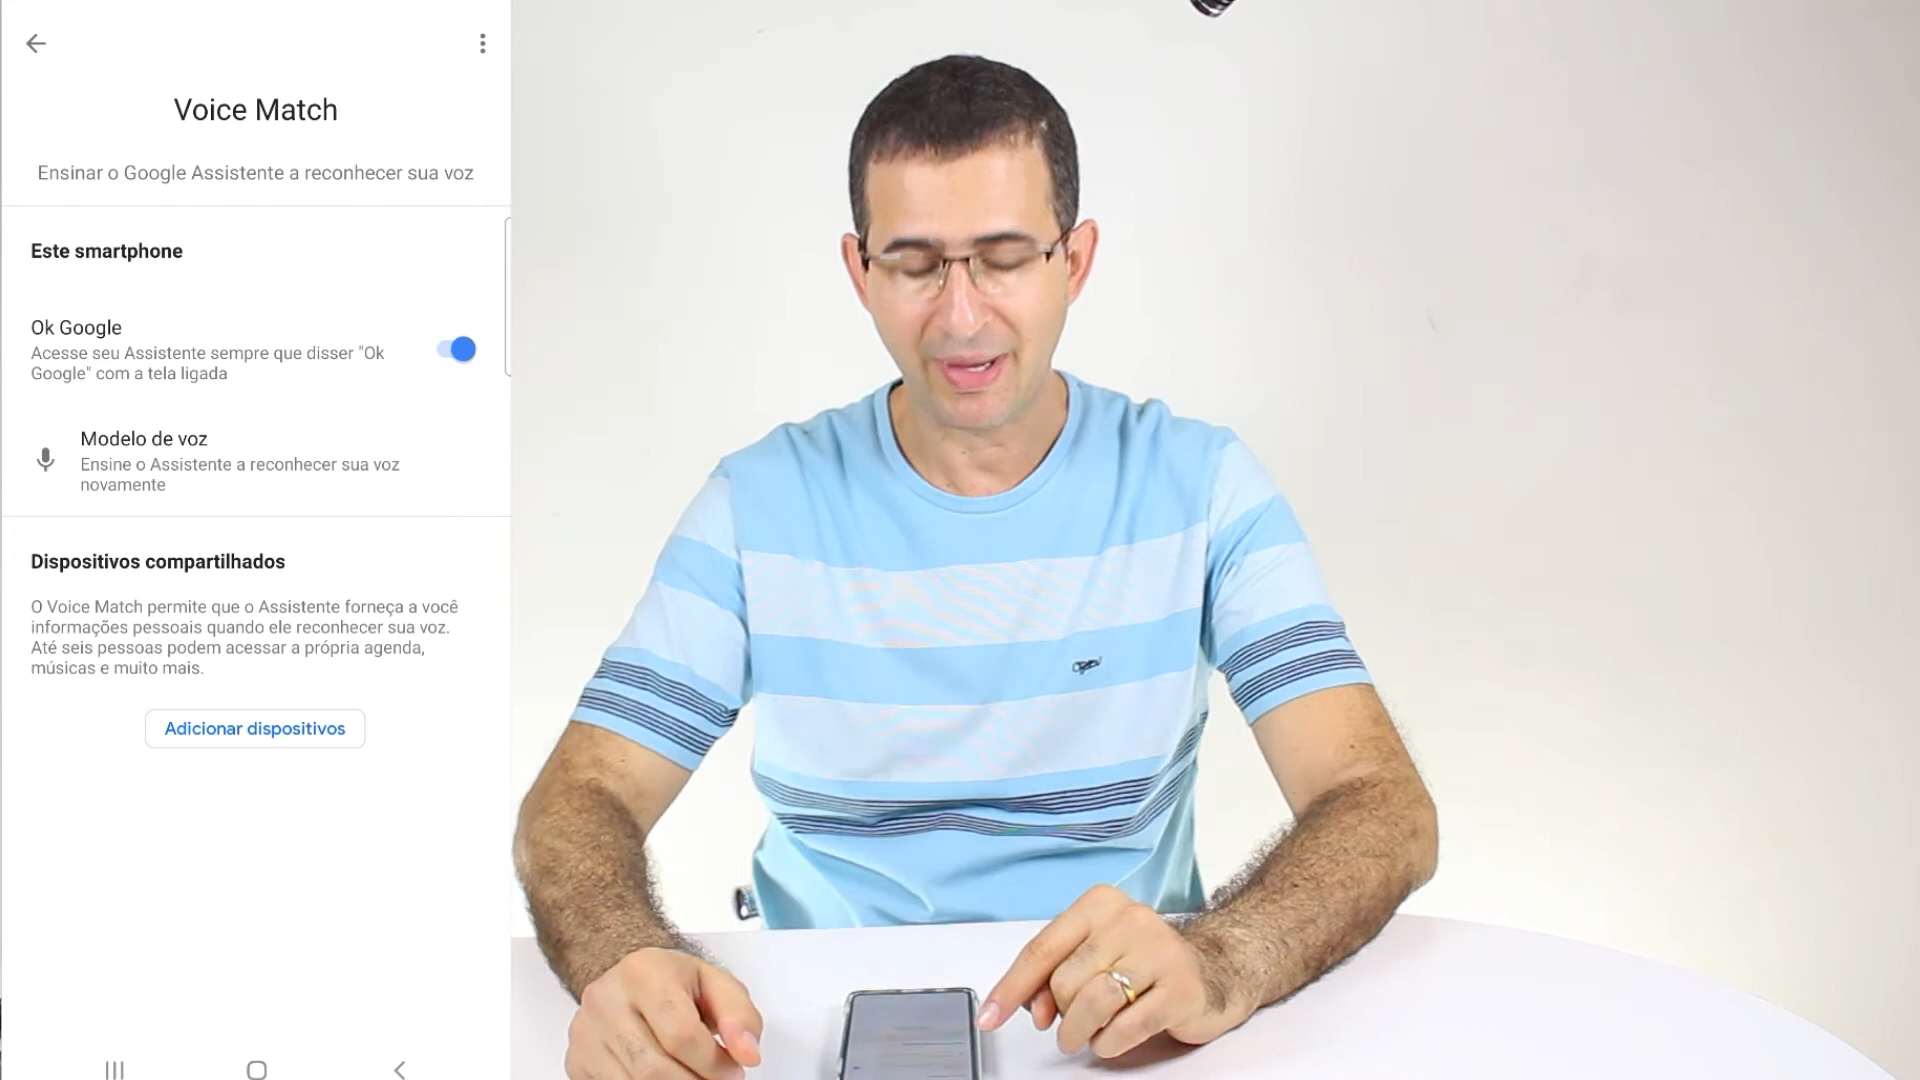 Voice Match
Ensinar o Google Assistente a reconhecer sua voz
Este smartphone
Ok Google
Acesse seu Assistente sempre que disser "Ok
Google" com a tela ligada
Modelo de voz
Ensine o Assistente a reconhecer sua voz
novamente
Dispositivos compartilhados
O Voice Match permite que o Assistente forneça a você
informações pessoais quando ele reconhecer sua voz.
Até seis pessoas podem acessar a própria agenda,
músicas e muito mais.
Adicionar dispositivos